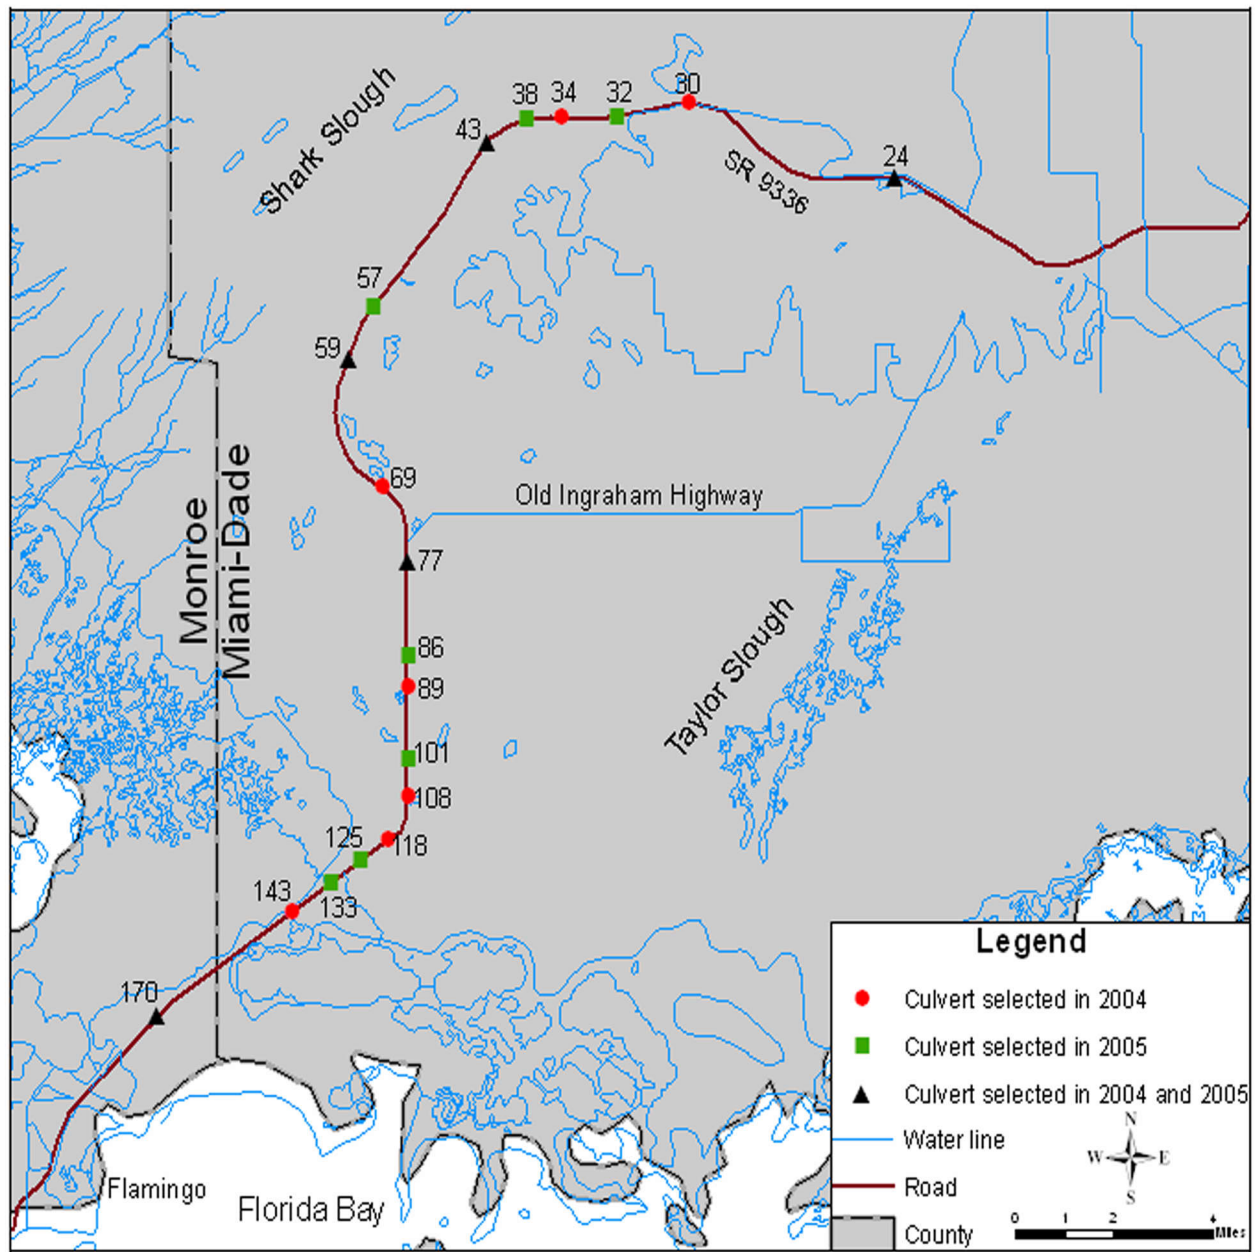 38
34
32
30
43
24
SR 9336
Shark Slough
57
59
69
Old Ingraham Highway
77
Monroe
Miami-Dade
86
89
Taylor Slough
101
108
118
125
133
143
170
Flamingo
Florida Bay
Legend
Culvert selected in 2004
Culvert selected in 2005
Culvert selected in 2004 and 2005
Water line
Road
County
N
W
E
S
0
1
2
4
Miles